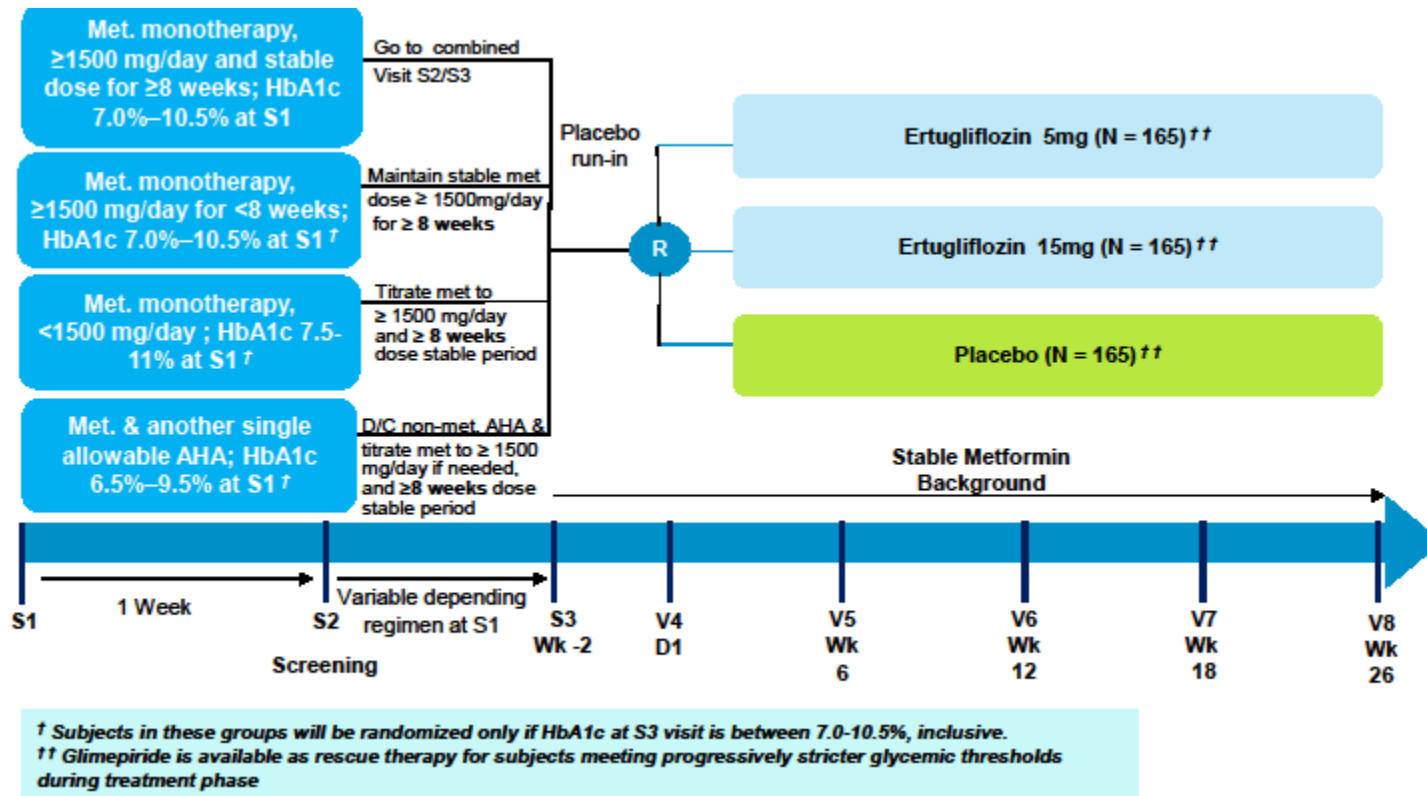 Met. monotherapy,
≥1500 mg/day and stable
dose for ≥8 weeks; HbA1c
7.0%–10.5% at S1
Go to combined
Visit S2/S3
Met. monotherapy,
≥1500 mg/day for <8 weeks;
HbA1c 7.0%–10.5% at S1 †
Maintain stable met
dose ≥ 1500mg/day
for ≥ 8 weeks
Met. monotherapy,
<1500 mg/day ; HbA1c 7.5-
11% at S1 †
Titrate met to
≥ 1500 mg/day
and ≥ 8 weeks
dose stable period
Met. & another single
allowable AHA; HbA1c
6.5%–9.5% at S1 †
D/C non-met. AHA &
titrate met to ≥ 1500
mg/day if needed,
and ≥8 weeks dose
stable period
Placebo
run-in
R
Ertugliflozin 5mg (N = 165) ††
Ertugliflozin 15mg (N = 165) ††
Placebo (N = 165) ††
Stable Metformin
Background
1 Week
Variable depending
regimen at S1
S1
S2
S3
Wk -2
V4
D1
V5
Wk
6
V6
Wk
12
V7
Wk
18
V8
Wk
26
Screening
† Subjects in these groups will be randomized only if HbA1c at S3 visit is between 7.0-10.5%, inclusive.
†† Glimepiride is available as rescue therapy for subjects meeting progressively stricter glycemic thresholds
during treatment phase